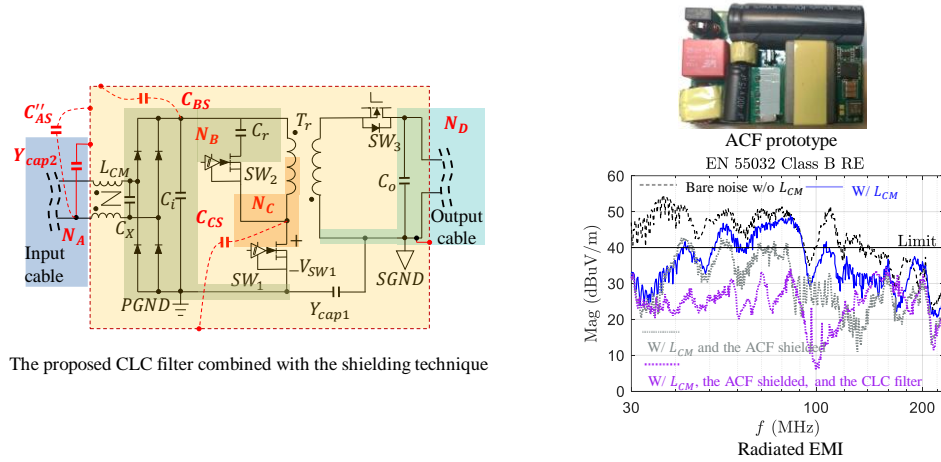 C''AS
CBS
Ycap2
LCM
NB
Cr
Tr
SW3
ND
SW2
Co
NC
Ci
CCS
CX
NA
Input
cable
Output
cable
+
−VSW1
SW1
PGND
Ycap1
SGND
The proposed CLC filter combined with the shielding technique
ACF prototype
EN 55032 Class B RE
Bare noise w/o LCM
W/ LCM
Limit
W/ LCM and the ACF shielded
W/ LCM, the ACF shielded, and the CLC filter
Mag (dBuV/m)
60
50
40
30
20
10
0
30
100
200
f (MHz)
Radiated EMI